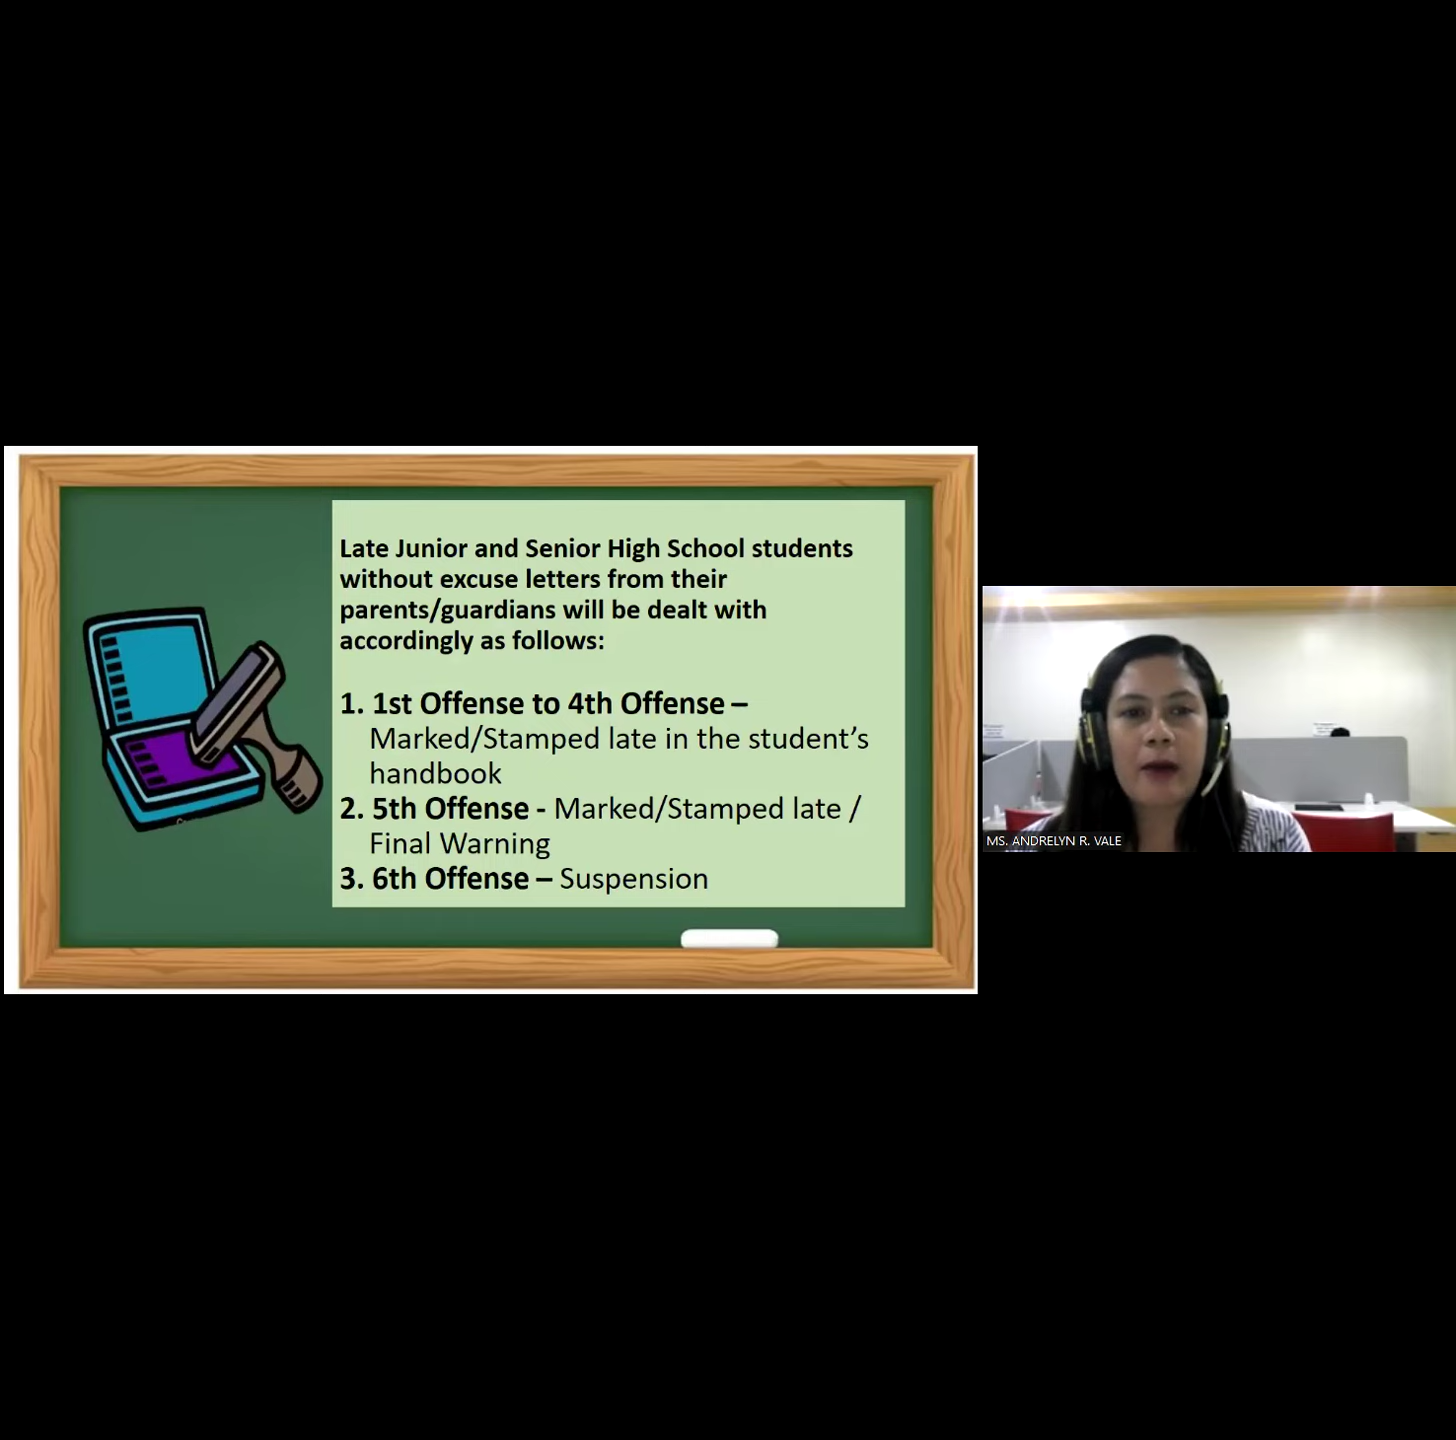 Late Junior and Senior High School students
without excuse letters from their
parents/guardians will be dealt with
accordingly as follows:
1. 1st Offense to 4th Offense –
Marked/Stamped late in the student’s
handbook
2. 5th Offense - Marked/Stamped late /
Final Warning
3. 6th Offense – Suspension
MS. ANDRELYN R. VALE